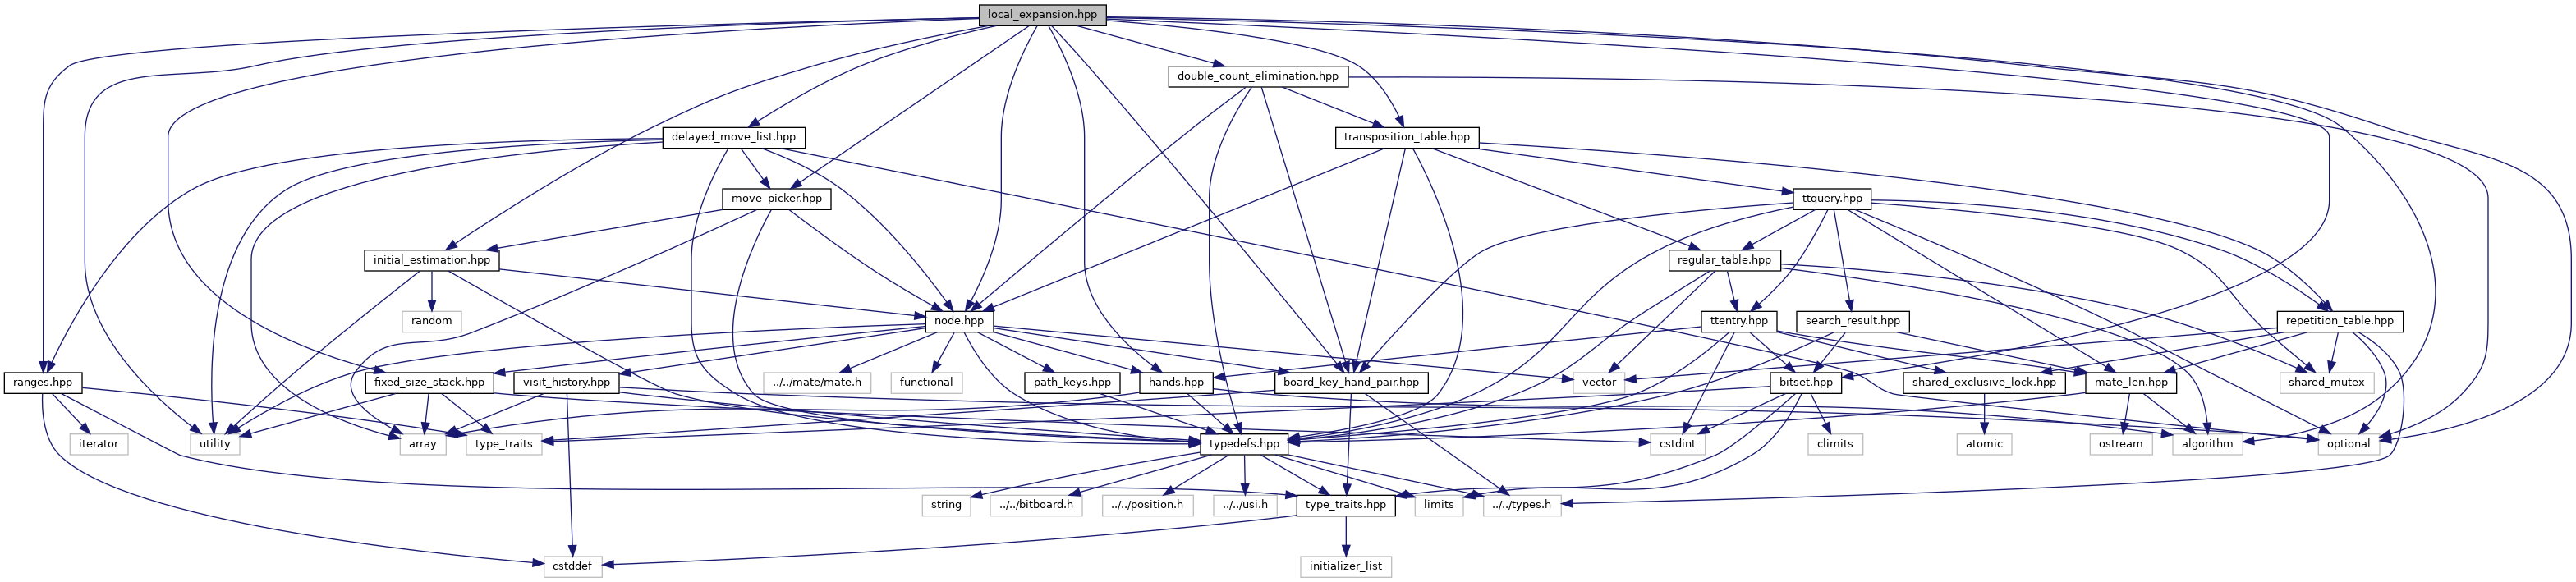 local_expansion.hpp
double_count_elimination.hpp
delayed_move_list.hpp
transposition_table.hpp
move_picker.hpp
ttquery.hpp
initial_estimation.hpp
regular_table.hpp
random
node.hpp
ttentry.hpp
search_result.hpp
repetition_table.hpp
ranges.hpp
fixed_size_stack.hpp
visit_history.hpp
../../mate/mate.h
functional
path_keys.hpp
hands.hpp
board_key_hand_pair.hpp
vector
bitset.hpp
shared_exclusive_lock.hpp
mate_len.hpp
shared_mutex
iterator
utility
array
type_traits
typedefs.hpp
cstdint
climits
atomic
ostream
algorithm
optional
string
../../bitboard.h
../../position.h
../../usi.h
type_traits.hpp
limits
../../types.h
cstddef
initializer_list